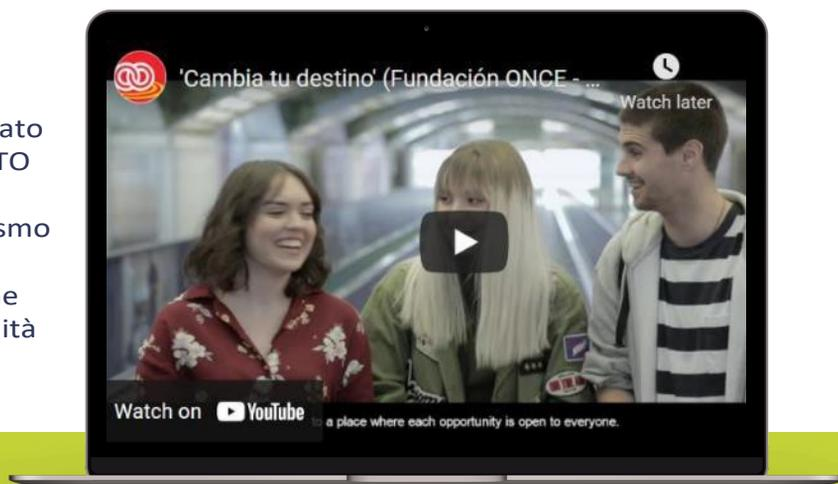 ato
TO
smo
e
ità
'Cambia tu destino' (Fundación ONCE - ...
Watch later
Watch on YouTube
a place where each opportunity is open to everyone.